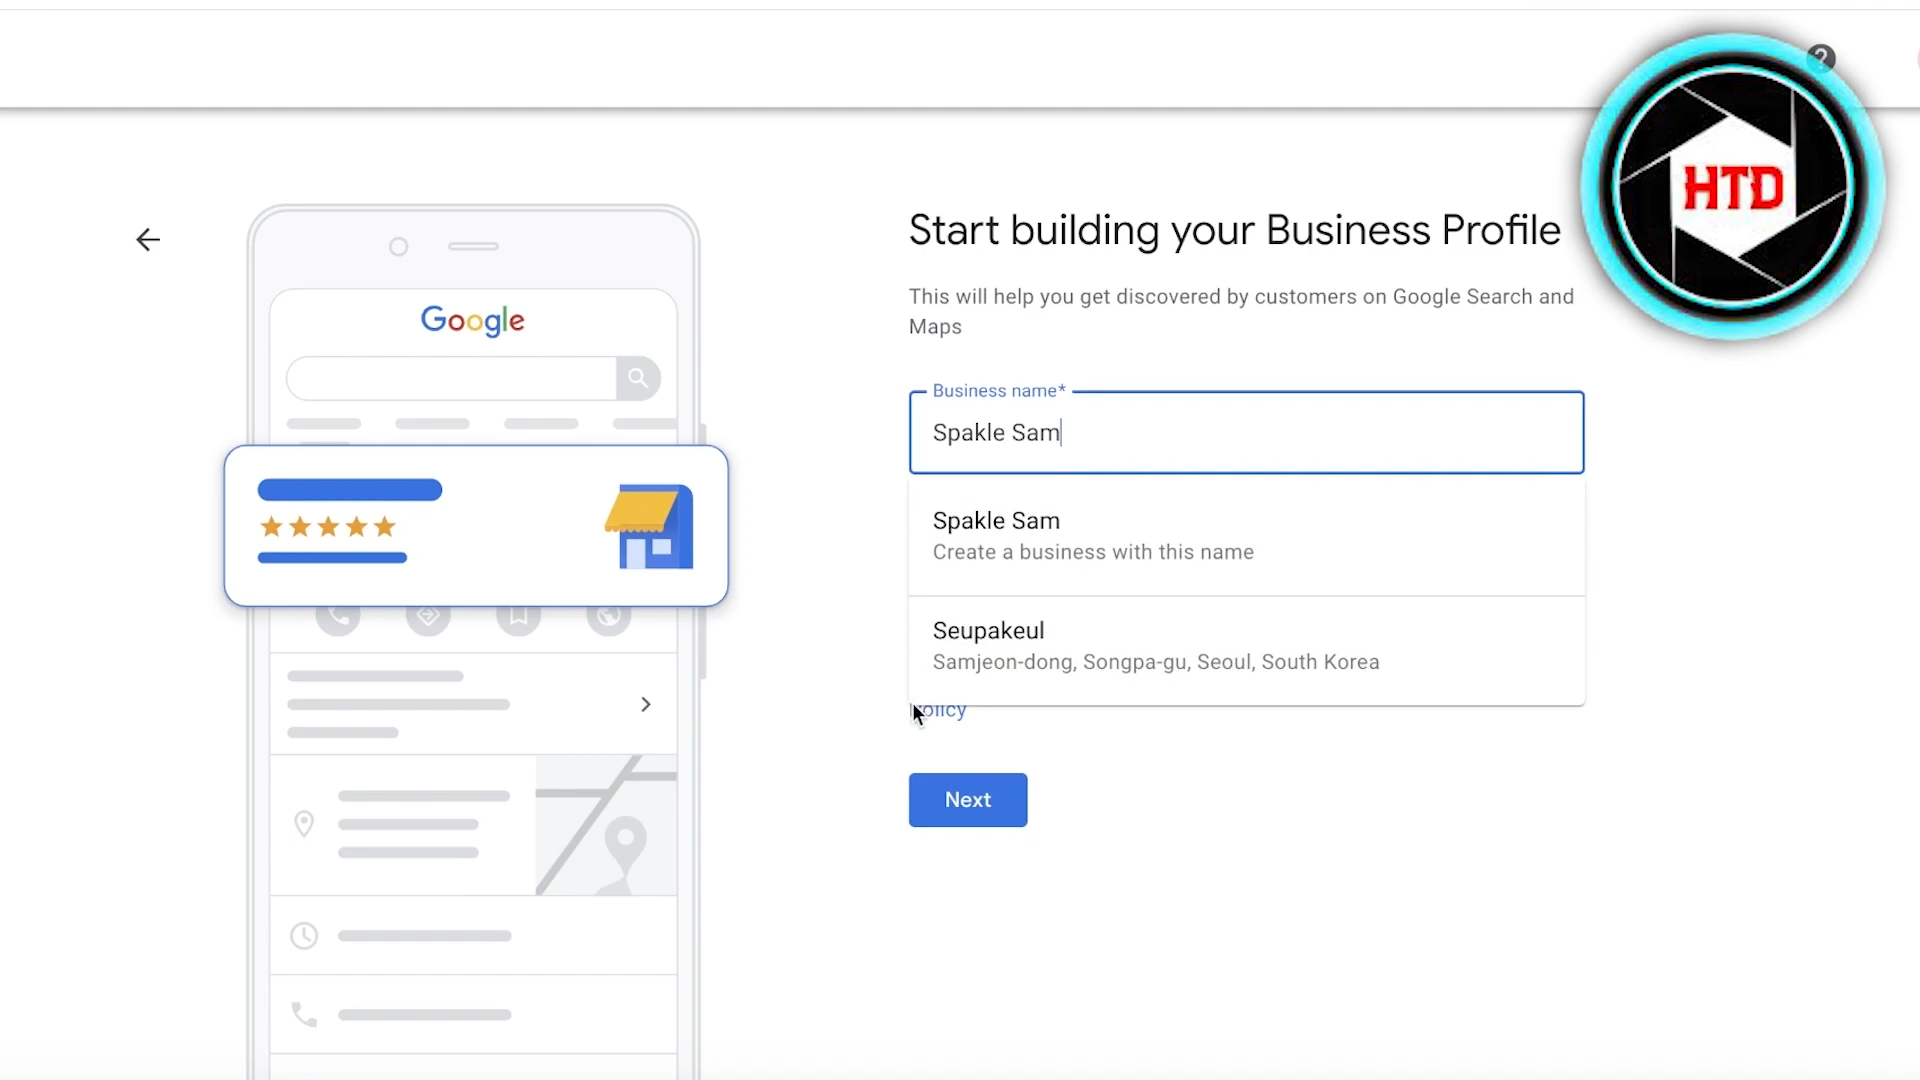 ?
HTD
Start building your Business Profile
This will help you get discovered by customers on Google Search and
Maps
Google
Business name*
Spakle Sam
Spakle Sam
Create a business with this name
Seupakeul
Samjeon-dong, Songpa-gu, Seoul, South Korea
olicy
Next